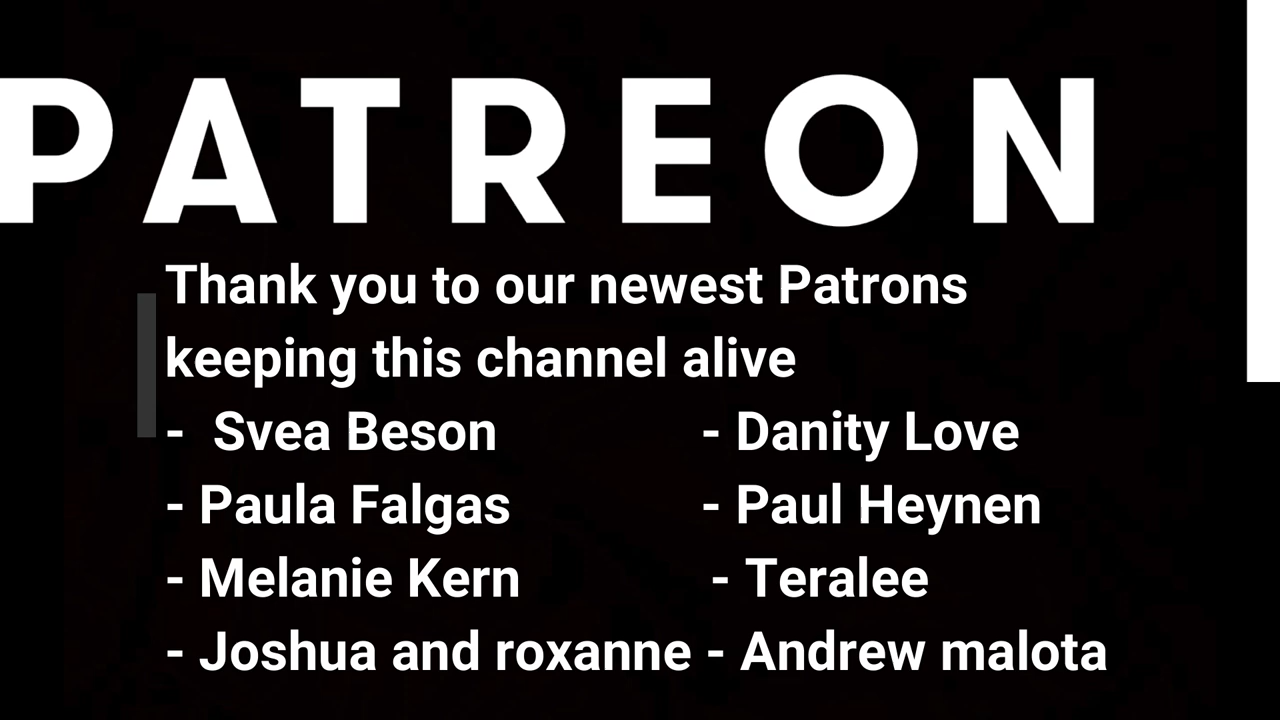 PATREON
Thank you to our newest Patrons
keeping this channel alive
- Svea Beson - Danity Love
- Paula Falgas - Paul Heynen
- Melanie Kern - Teralee
- Joshua and roxanne - Andrew malota